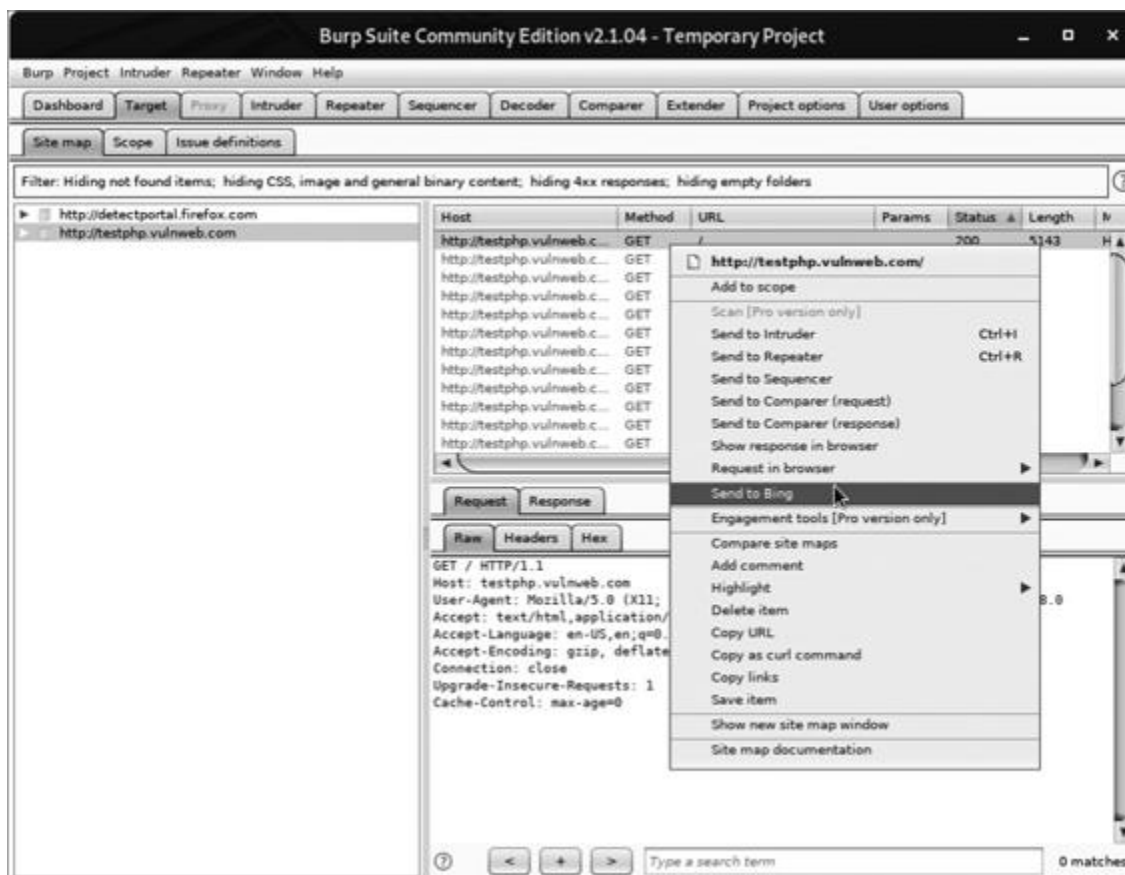 Burp Suite Community Edition v2.1.04 - Temporary Project
Burp Project Intruder Repeater Window Help
Dashboard Target Proxy Intruder Repeater Sequencer Decoder Comparer Extender Project options User options
Site map Scope Issue definitions
Filter: Hiding not found items; hiding CSS, image and general binary content; hiding 4xx responses; hiding empty folders
http://detectportal.firefox.com
http://testphp.vulnweb.com
Host Method URL Params Status Length
http://testphp.vulnweb.c... GET / 200 5143 H
http://testphp.vulnweb.c... GET
http://testphp.vulnweb.c... GET
http://testphp.vulnweb.c... GET
http://testphp.vulnweb.c... GET
http://testphp.vulnweb.c... GET
http://testphp.vulnweb.c... GET
http://testphp.vulnweb.c... GET
http://testphp.vulnweb.c... GET
http://testphp.vulnweb.c... GET
http://testphp.vulnweb.c... GET
http://testphp.vulnweb.c... GET
http://testphp.vulnweb.com/
Add to scope
Scan [Pro version only]
Send to Intruder Ctrl+I
Send to Repeater Ctrl+R
Send to Sequencer
Send to Comparer (request)
Send to Comparer (response)
Show response in browser
Request in browser
Send to Bing
Engagement tools [Pro version only]
Compare site maps
Add comment
Highlight
Delete item
Copy URL
Copy as curl command
Copy links
Save item
Show new site map window
Site map documentation
Request Response
Raw Headers Hex
GET / HTTP/1.1
Host: testphp.vulnweb.com
User-Agent: Mozilla/5.0 (X11; 8.0
Accept: text/html,application/
Accept-Language: en-US,en;q=0.
Accept-Encoding: gzip, deflate
Connection: close
Upgrade-Insecure-Requests: 1
Cache-Control: max-age=0
? < + > Type a search term 0 matches